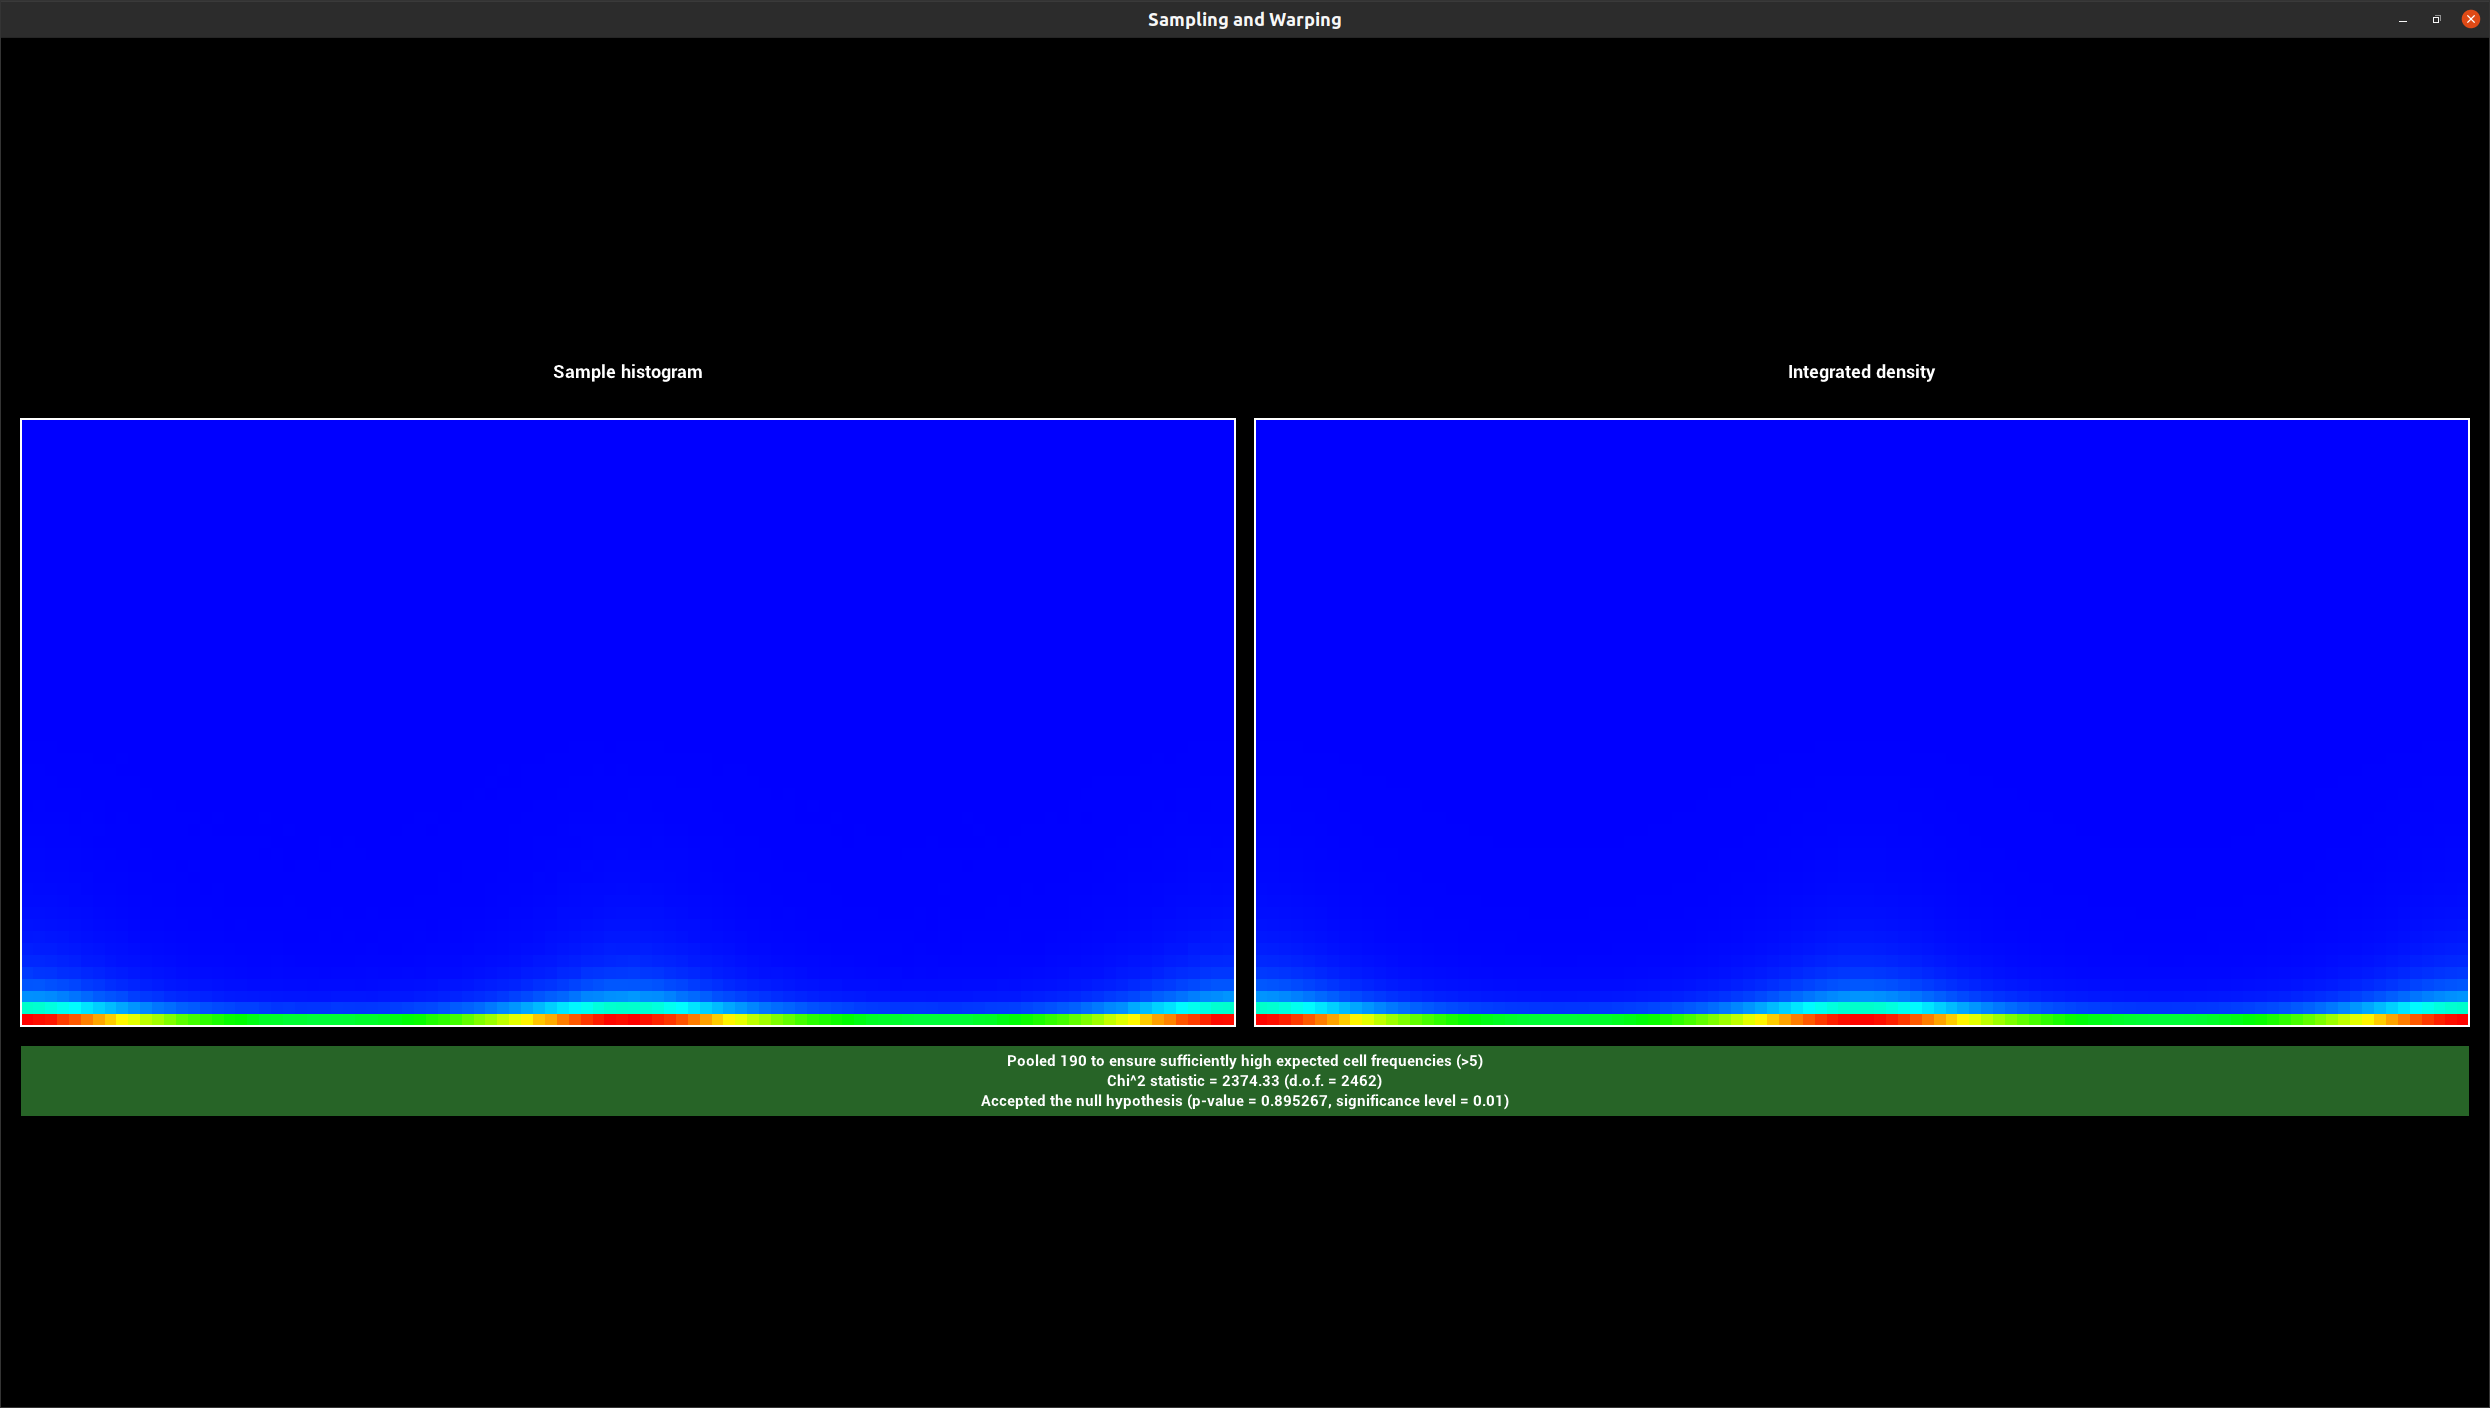 Sampling and Warping
Sample histogram
Integrated density
Pooled 190 to ensure sufficiently high expected cell frequencies (>5)
Chi^2 statistic = 2374.33 (d.o.f. = 2462)
Accepted the null hypothesis (p-value = 0.895267, significance level = 0.01)